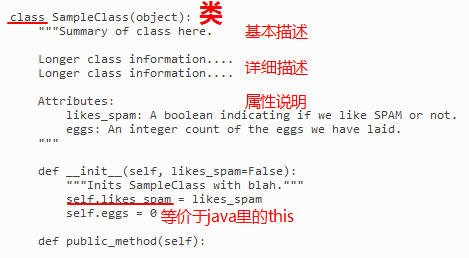 class SampleClass(object): 类
"""Summary of class here. 基本描述
Longer class information.... 详细描述
Longer class information....
Attributes: 属性说明
likes_spam: A boolean indicating if we like SPAM or not.
eggs: An integer count of the eggs we have laid.
"""
def __init__(self, likes_spam=False):
"""Inits SampleClass with blah."""
self.likes_spam = likes_spam
self.eggs = 0 等价于java里的this
def public_method(self):